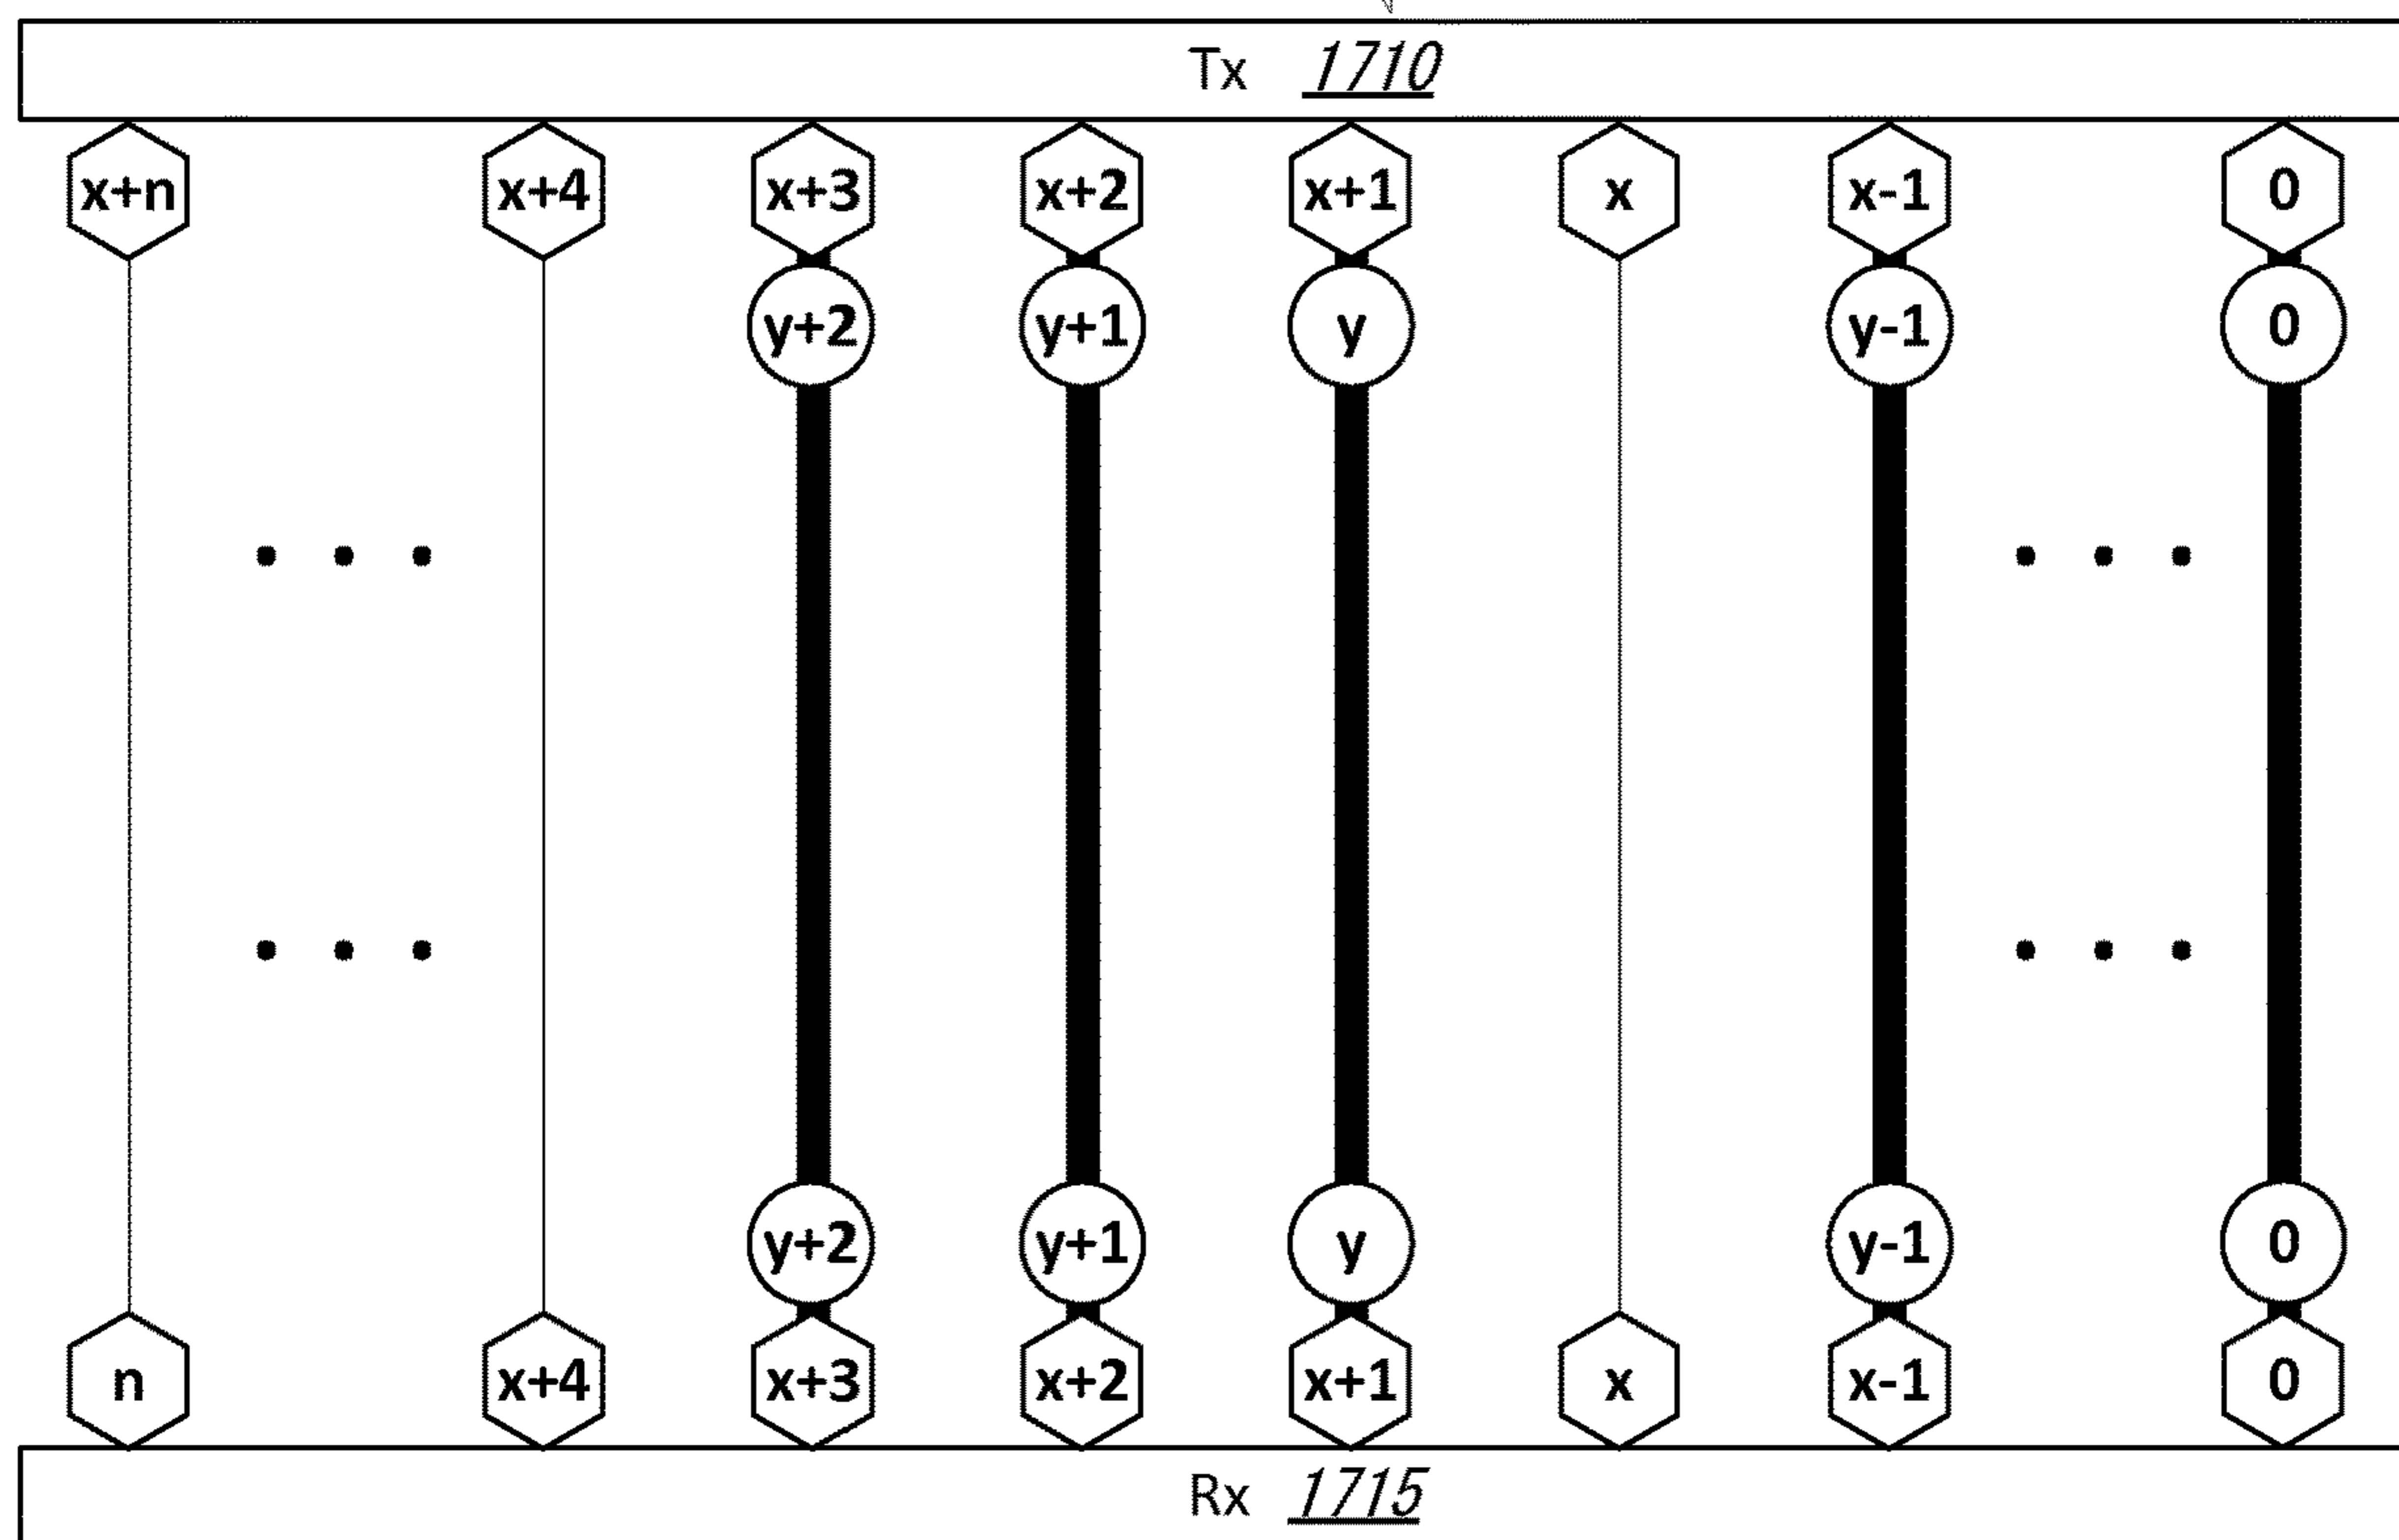 Tx 1710
x+n x+4 x+3 x+2 x+1 x x-1 0
y+2 y+1 y y-1 0
y+2 y+1 y y-1 0
n x+4 x+3 x+2 x+1 x x-1 0
Rx 1715